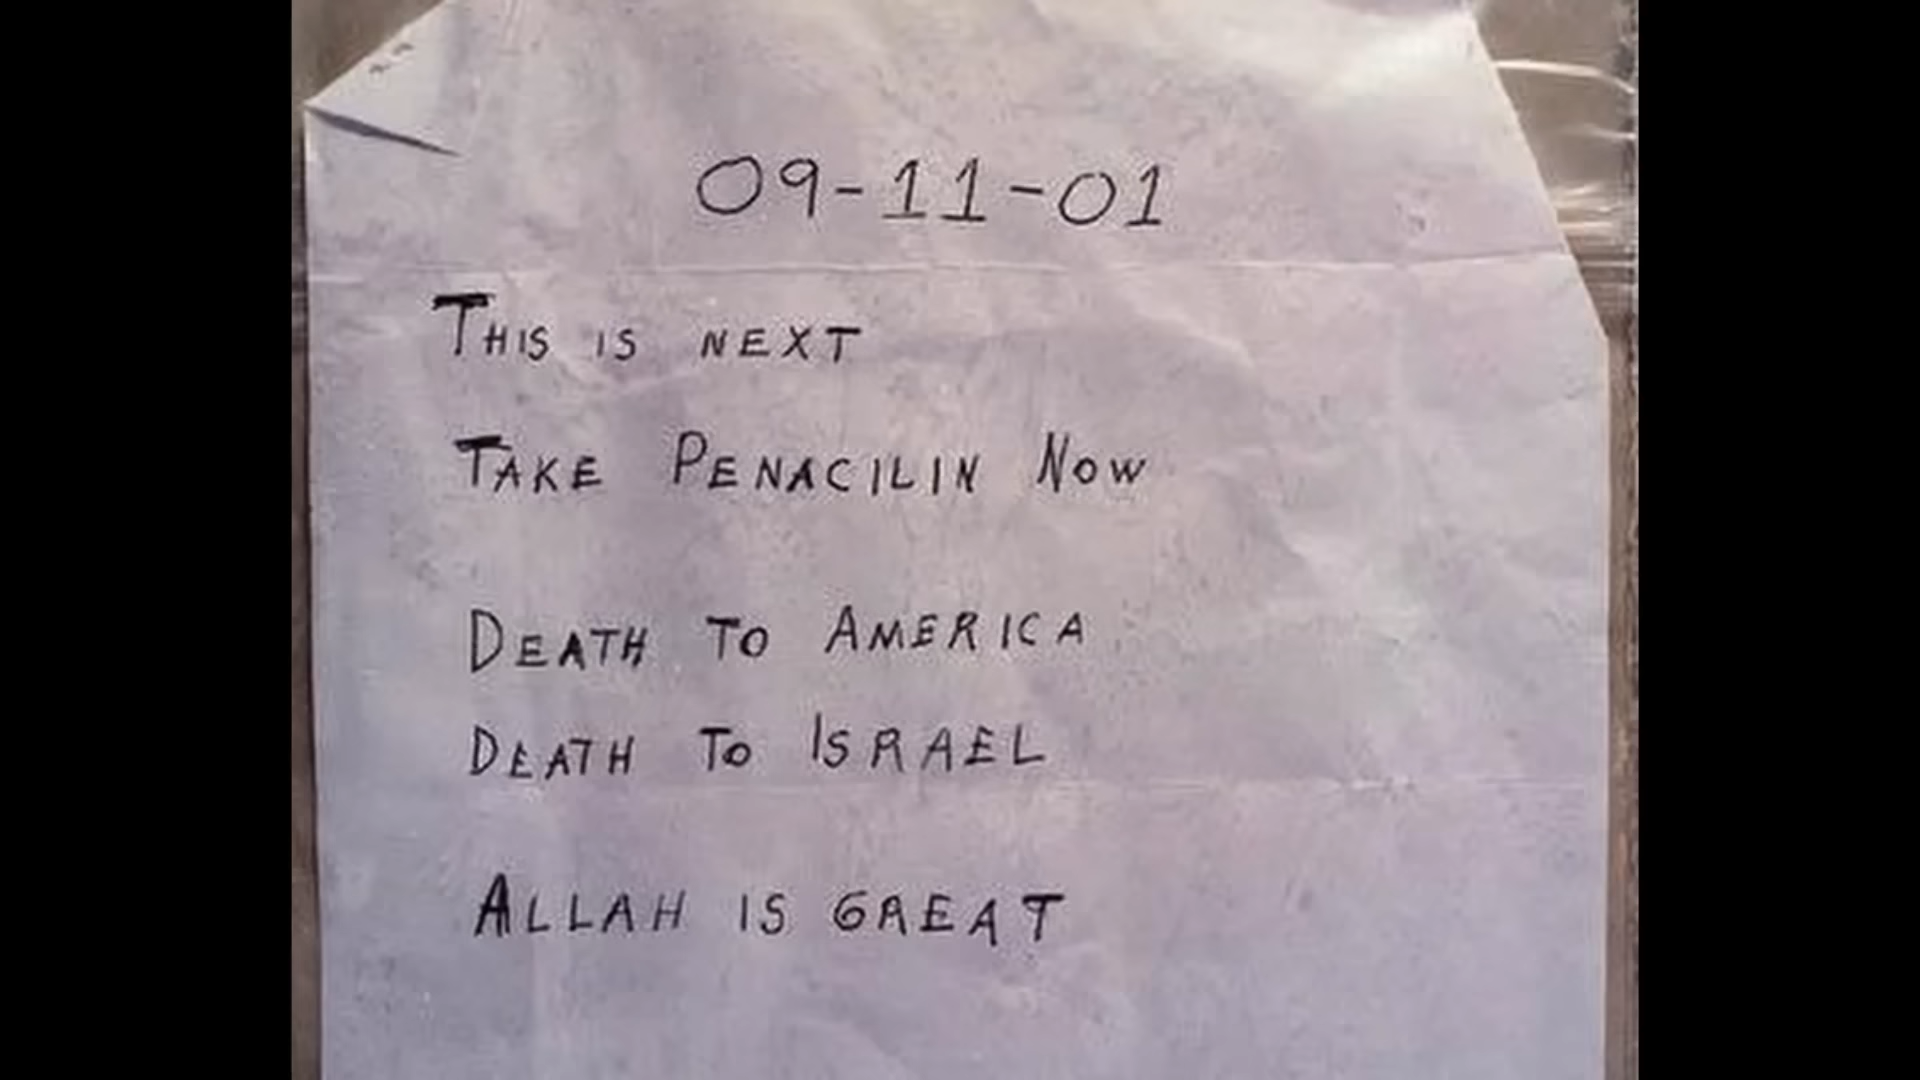 09-11-01
THIS IS NEXT
TAKE PENACILIN NOW
DEATH TO AMERICA
DEATH TO ISRAEL
ALLAH IS GREAT